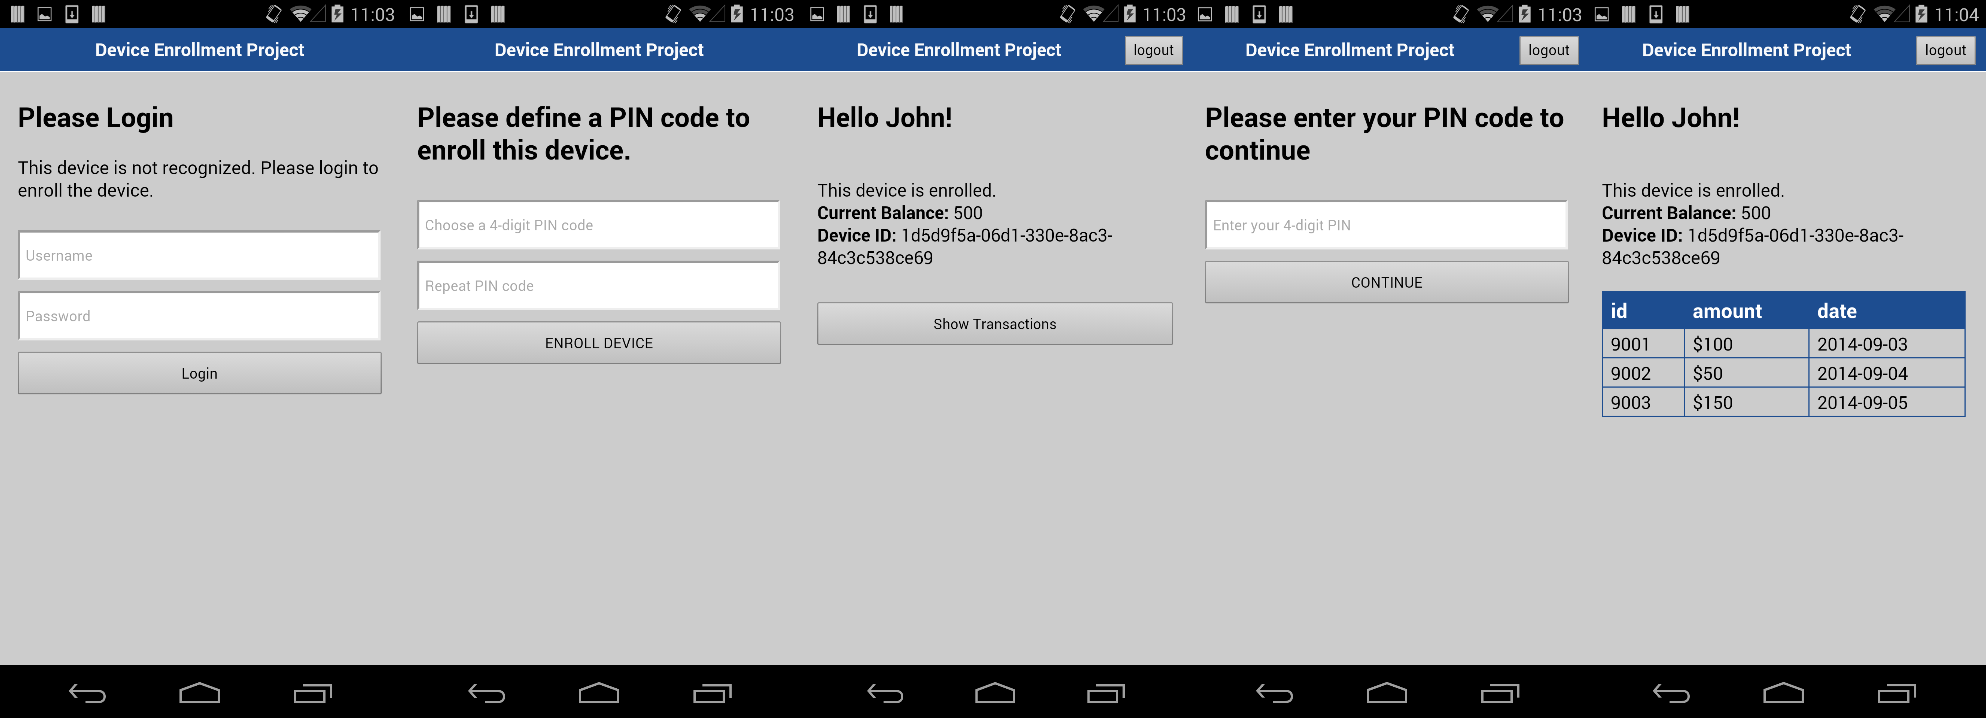 11:03
Device Enrollment Project
Please Login
This device is not recognized. Please login to
enroll the device.
Username
Password
Login
11:03
Device Enrollment Project
Please define a PIN code to
enroll this device.
Choose a 4-digit PIN code
Repeat PIN code
ENROLL DEVICE
11:03
Device Enrollment Project
logout
Hello John!
This device is enrolled.
Current Balance: 500
Device ID: 1d5d9f5a-06d1-330e-8ac3-
84c3c538ce69
Show Transactions
11:03
Device Enrollment Project
logout
Please enter your PIN code to
continue
Enter your 4-digit PIN
CONTINUE
11:04
Device Enrollment Project
logout
Hello John!
This device is enrolled.
Current Balance: 500
Device ID: 1d5d9f5a-06d1-330e-8ac3-
84c3c538ce69
id amount date
9001 $100 2014-09-03
9002 $50 2014-09-04
9003 $150 2014-09-05